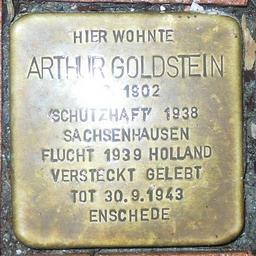 HIER WOHNTE
ARTHUR GOLDSTEIN
1902
'SCHUTZHAFT' 1938
SACHSENHAUSEN
FLUCHT 1939 HOLLAND
VERSTECKT GELEBT
TOT 30.9.1943
ENSCHEDE